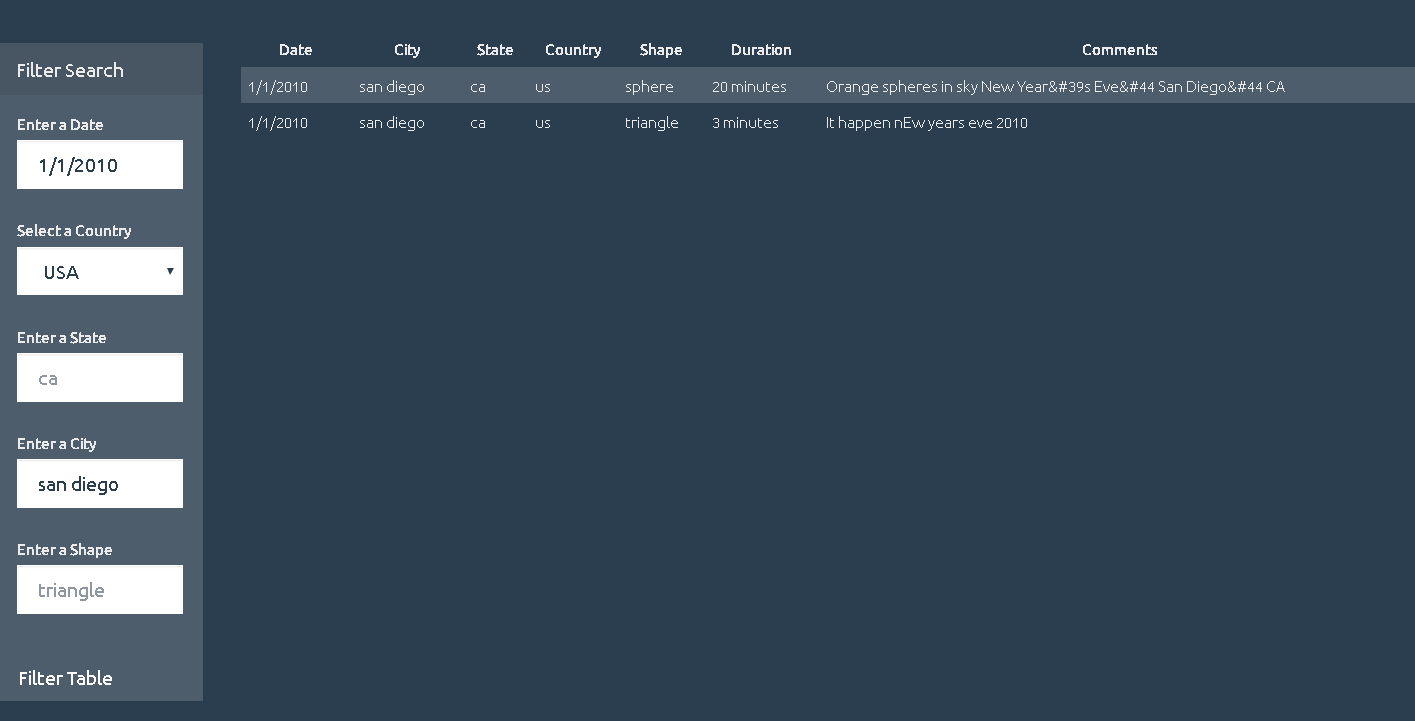 Date City State Country Shape Duration Comments
1/1/2010 san diego ca us sphere 20 minutes Orange spheres in sky New Year&#39s Eve&#44 San Diego&#44 CA
1/1/2010 san diego ca us triangle 3 minutes It happen nEw years eve 2010
Filter Search
Enter a Date
1/1/2010
Select a Country
USA
Enter a State
ca
Enter a City
san diego
Enter a Shape
triangle
Filter Table